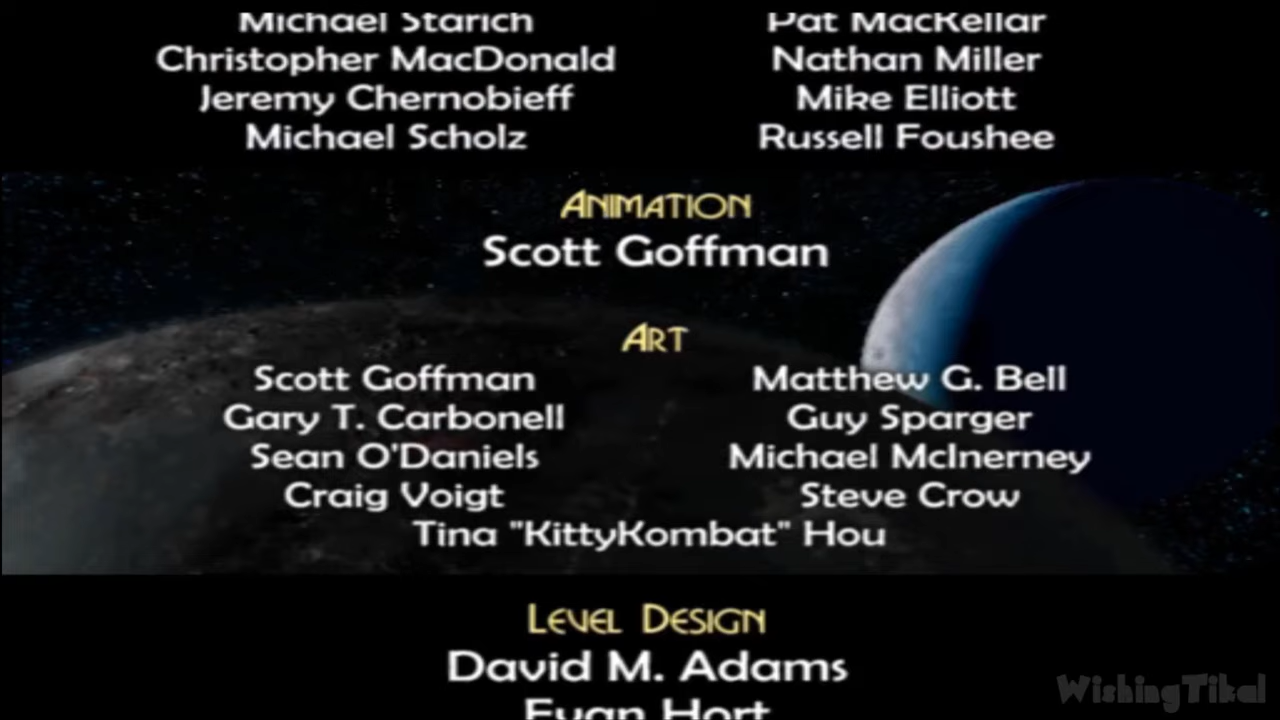 Michael Starich Pat MacKellar
Christopher MacDonald Nathan Miller
Jeremy Chernobieff Mike Elliott
Michael Scholz Russell Foushee
ANIMATION
Scott Goffman
ART
Scott Goffman Matthew G. Bell
Gary T. Carbonell Guy Sparger
Sean O'Daniels Michael McInerney
Craig Voigt Steve Crow
Tina "KittyKombat" Hou
LEVEL DESIGN
David M. Adams
Evan Hort
WishingTikal